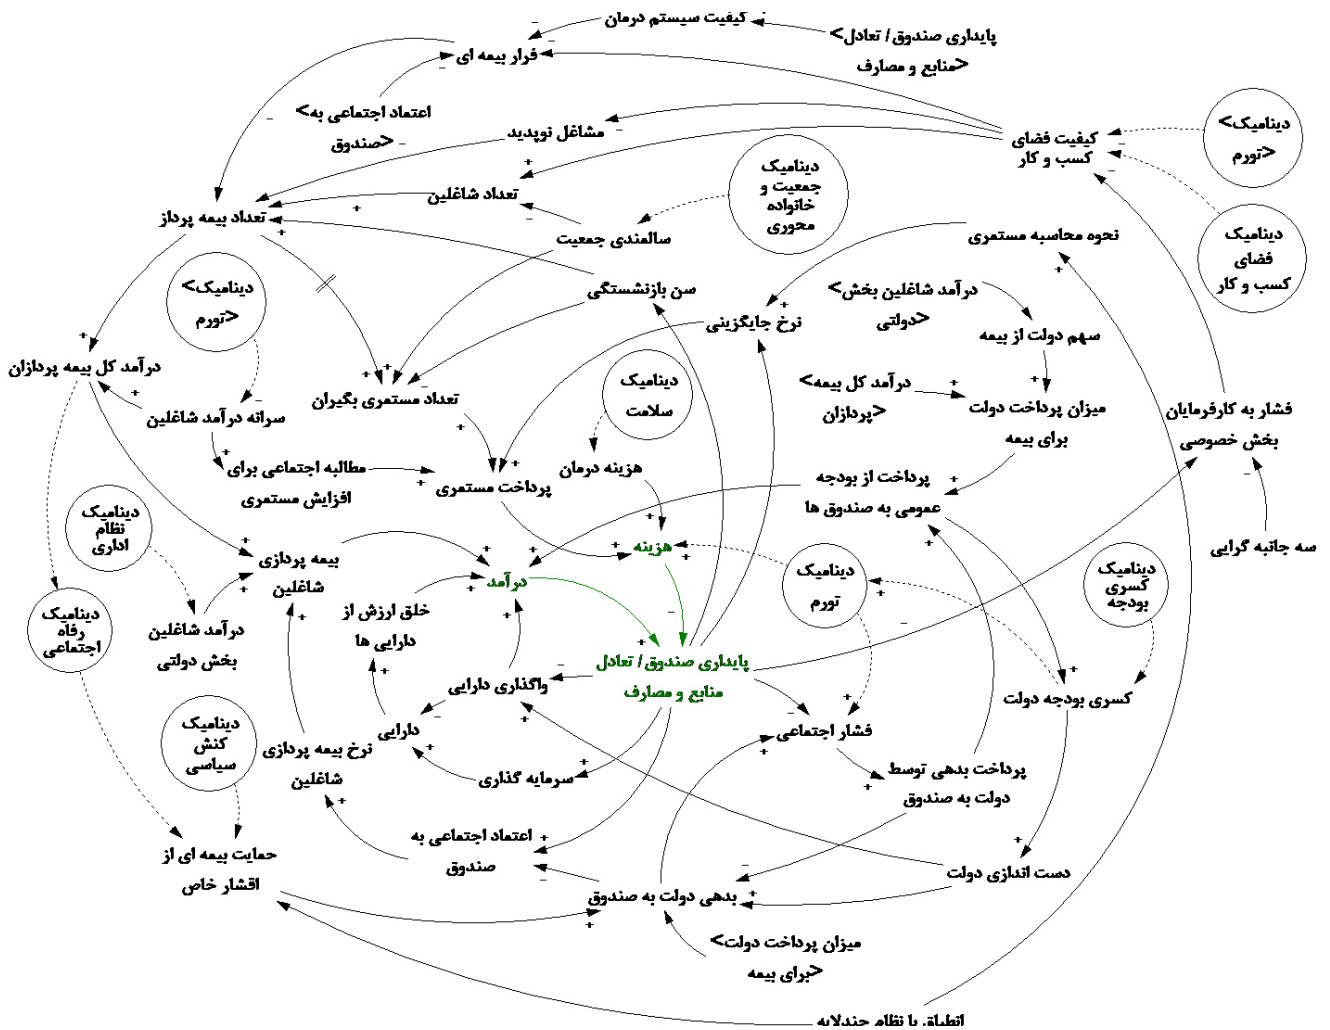 کیفیت سیستم درمان
<پایداری صندوق/ تعادل
منابع و مصارف>
فرار بیمه ای
<اعتماد اجتماعی به
صندوق>
مشاغل نوپدید
کیفیت فضای
کسب و کار
<دینامیک
تورم>
دینامیک
جمعیت و
خانواده
محوری
تعداد شاغلین
تعداد بیمه پرداز
سالمندی جمعیت
نحوه محاسبه مستمری
دینامیک
فضای
کسب و کار
<دینامیک
تورم>
سن بازنشستگی
<درآمد شاغلین بخش
دولتی>
نرخ جایگزینی
سهم دولت از بیمه
درآمد کل بیمه پردازان
دینامیک
سلامت
<درآمد کل بیمه
پردازان>
میزان پرداخت دولت
برای بیمه
فشار به کارفرمایان
بخش خصوصی
تعداد مستمری بگیران
سرانه درآمد شاغلین
مطالبه اجتماعی برای
افزایش مستمری
پرداخت مستمری
هزینه درمان
پرداخت از بودجه
عمومی به صندوق ها
دینامیک
نظام
اداری
بیمه پردازی
شاغلین
هزینه
سه جانبه گرایی
درآمد
دینامیک
تورم
دینامیک
کسری
بودجه
دینامیک
رفاه
اجتماعی
درآمد شاغلین
بخش دولتی
خلق ارزش از
دارایی ها
پایداری صندوق/ تعادل
منابع و مصارف
واگذاری دارایی
کسری بودجه دولت
دینامیک
کنش
سیاسی
نرخ بیمه پردازی
شاغلین
دارایی
فشار اجتماعی
سرمایه گذاری
پرداخت بدهی توسط
دولت به صندوق
اعتماد اجتماعی به
صندوق
حمایت بیمه ای از
اقشار خاص
دست اندازی دولت
بدهی دولت به صندوق
<میزان پرداخت دولت
برای بیمه>
انطباق با نظام چندلایه